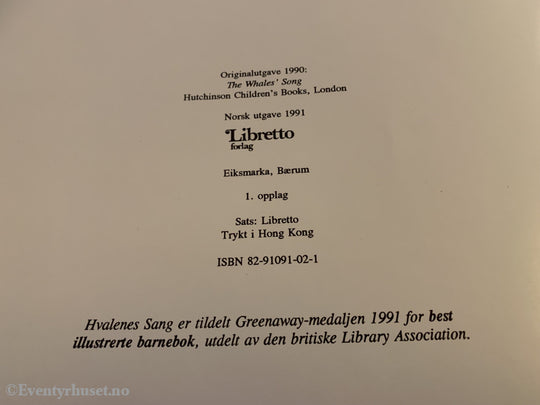 Originalutgave 1990:
The Whales' Song
Hutchinson Children's Books, London
Norsk utgave 1991
Libretto
forlag
Eiksmarka, Bærum
1. opplag
Sats: Libretto
Trykt i Hong Kong
ISBN 82-91091-02-1
Hvalenes Sang er tildelt Greenaway-medaljen 1991 for best
illustrerte barnebok, utdelt av den britiske Library Association.
©Eventyrhuset.no